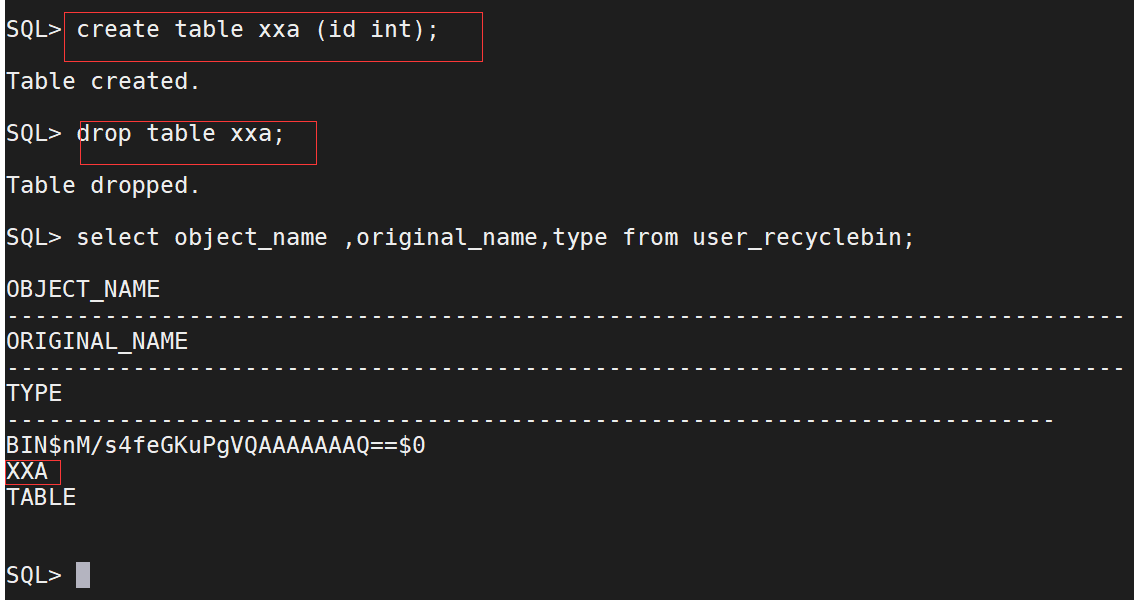 SQL> create table xxa (id int);
Table created.
SQL> drop table xxa;
Table dropped.
SQL> select object_name ,original_name,type from user_recyclebin;
OBJECT_NAME
--------------------------------------------------------------------------------
ORIGINAL_NAME
--------------------------------------------------------------------------------
TYPE
---------------------------------------------------------------------------
BIN$nM/s4feGKuPgVQAAAAAAAQ==$0
XXA
TABLE
SQL>